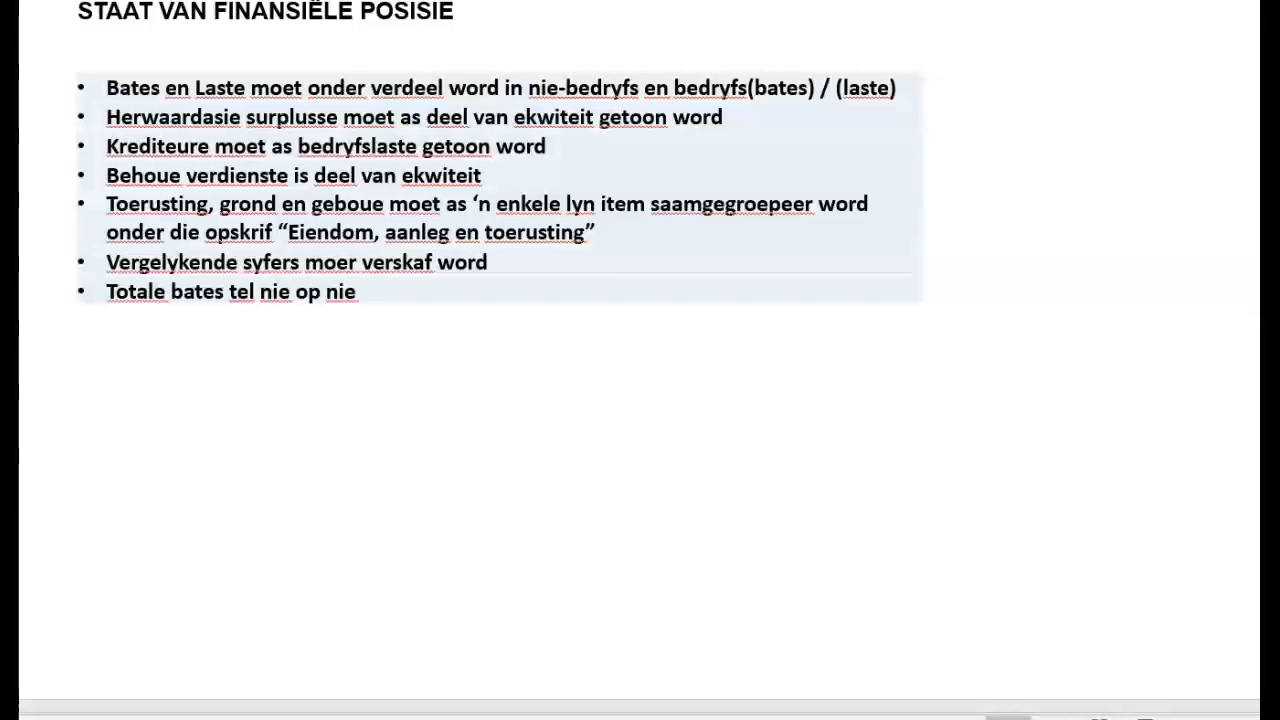 STAAT VAN FINANSIËLE POSISIE
• Bates en Laste moet onder verdeel word in nie-bedryfs en bedryfs(bates) / (laste)
• Herwaardasie surplusse moet as deel van ekwiteit getoon word
• Krediteure moet as bedryfslaste getoon word
• Behoue verdienste is deel van ekwiteit
• Toerusting, grond en geboue moet as ‘n enkele lyn item saamgegroepeer word
onder die opskrif “Eiendom, aanleg en toerusting”
• Vergelykende syfers moer verskaf word
• Totale bates tel nie op nie